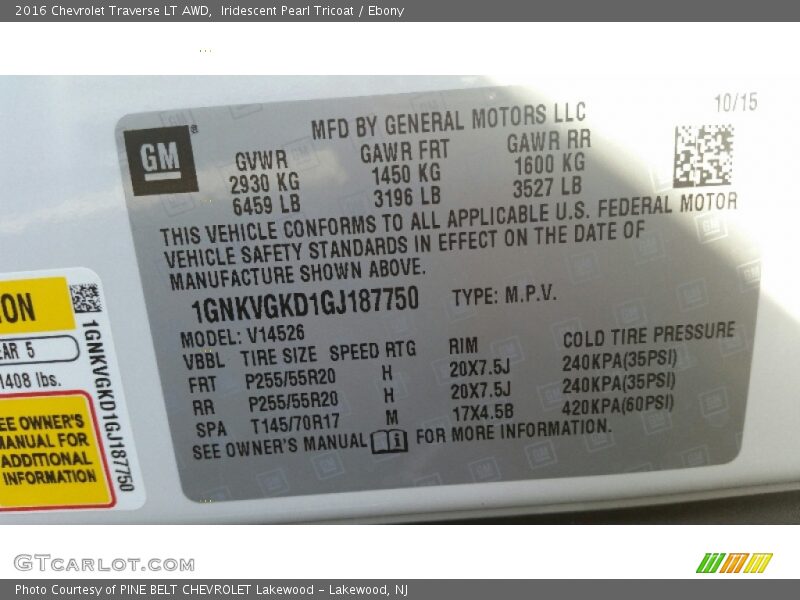 2016 Chevrolet Traverse LT AWD,  Iridescent Pearl Tricoat / Ebony
10/15
GM
MFD BY GENERAL MOTORS LLC
GVWR GAWR FRT GAWR RR
2930 KG 1450 KG 1600 KG
6459 LB 3196 LB 3527 LB
THIS VEHICLE CONFORMS TO ALL APPLICABLE U.S. FEDERAL MOTOR
VEHICLE SAFETY STANDARDS IN EFFECT ON THE DATE OF
MANUFACTURE SHOWN ABOVE.
1GNKVGKD1GJ187750 TYPE: M.P.V.
MODEL: V14526
VBBL TIRE SIZE SPEED RTG RIM COLD TIRE PRESSURE
FRT P255/55R20 H 20X7.5J 240KPA(35PSI)
RR P255/55R20 H 20X7.5J 240KPA(35PSI)
SPA T145/70R17 M 17X4.5B 420KPA(60PSI)
SEE OWNER'S MANUAL FOR MORE INFORMATION.
ION
EAR 5
1408 lbs.
SEE OWNER'S
MANUAL FOR
ADDITIONAL
INFORMATION
1GNKVGKD1GJ187750
GTCARLOT.COM
Photo Courtesy of PINE BELT CHEVROLET Lakewood - Lakewood, NJ